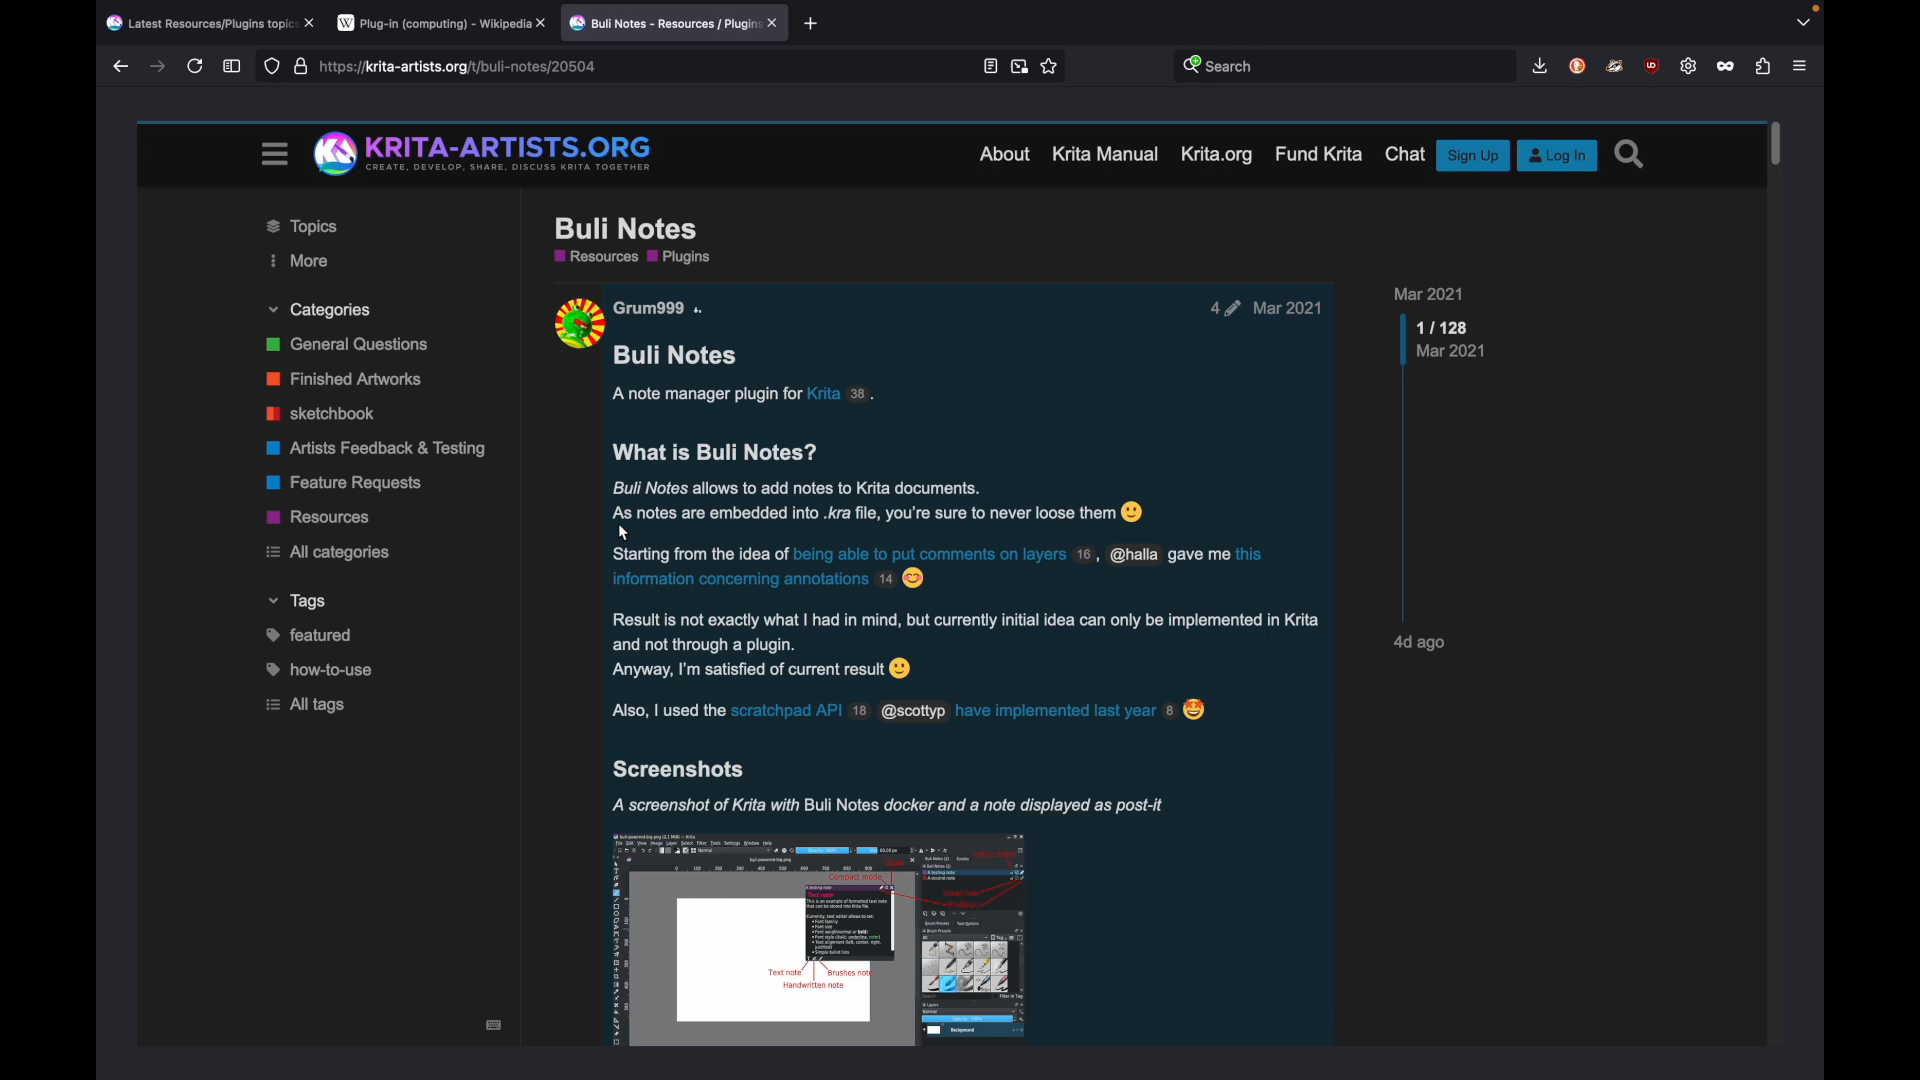 Latest Resources/Plugins topics
Plug-in (computing) - Wikipedia
Buli Notes - Resources / Plugins
https://krita-artists.org/t/buli-notes/20504
Search
KRITA-ARTISTS.ORG
CREATE, DEVELOP, SHARE, DISCUSS KRITA TOGETHER
About Krita Manual Krita.org Fund Krita Chat Sign Up Log In
Topics
More
Categories
General Questions
Finished Artworks
sketchbook
Artists Feedback & Testing
Feature Requests
Resources
All categories
Tags
featured
how-to-use
All tags
Buli Notes
Resources Plugins
Grum999
4 Mar 2021
Buli Notes
A note manager plugin for Krita 38 .
What is Buli Notes?
Buli Notes allows to add notes to Krita documents.
As notes are embedded into .kra file, you're sure to never loose them 🙂
Starting from the idea of being able to put comments on layers 16 , @halla gave me this
information concerning annotations 14 😊
Result is not exactly what I had in mind, but currently initial idea can only be implemented in Krita
and not through a plugin.
Anyway, I'm satisfied of current result 🙂
Also, I used the scratchpad API 18 @scottyp have implemented last year 8 🤩
Screenshots
A screenshot of Krita with Buli Notes docker and a note displayed as post-it
Compact mode
Text note
Brushes note
Handwritten note
Mar 2021
1 / 128
Mar 2021
4d ago